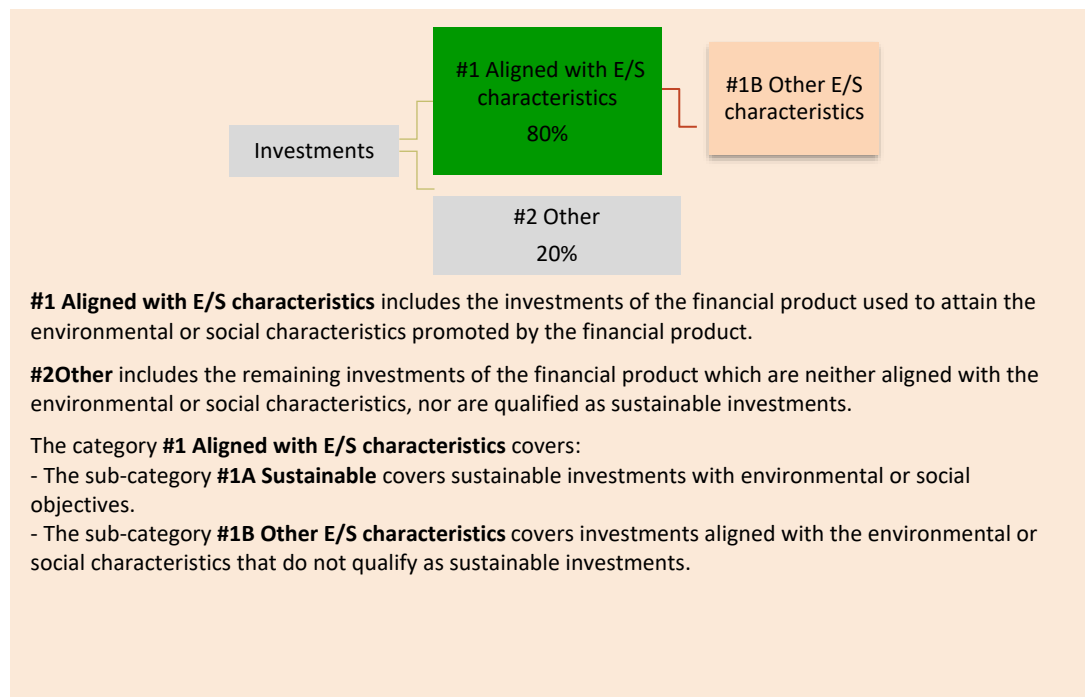 #1 Aligned with E/S
characteristics
80%
#1B Other E/S
characteristics
Investments
#2 Other
20%
#1 Aligned with E/S characteristics includes the investments of the financial product used to attain the
environmental or social characteristics promoted by the financial product.
#2Other includes the remaining investments of the financial product which are neither aligned with the
environmental or social characteristics, nor are qualified as sustainable investments.
The category #1 Aligned with E/S characteristics covers:
- The sub-category #1A Sustainable covers sustainable investments with environmental or social
objectives.
- The sub-category #1B Other E/S characteristics covers investments aligned with the environmental or
social characteristics that do not qualify as sustainable investments.